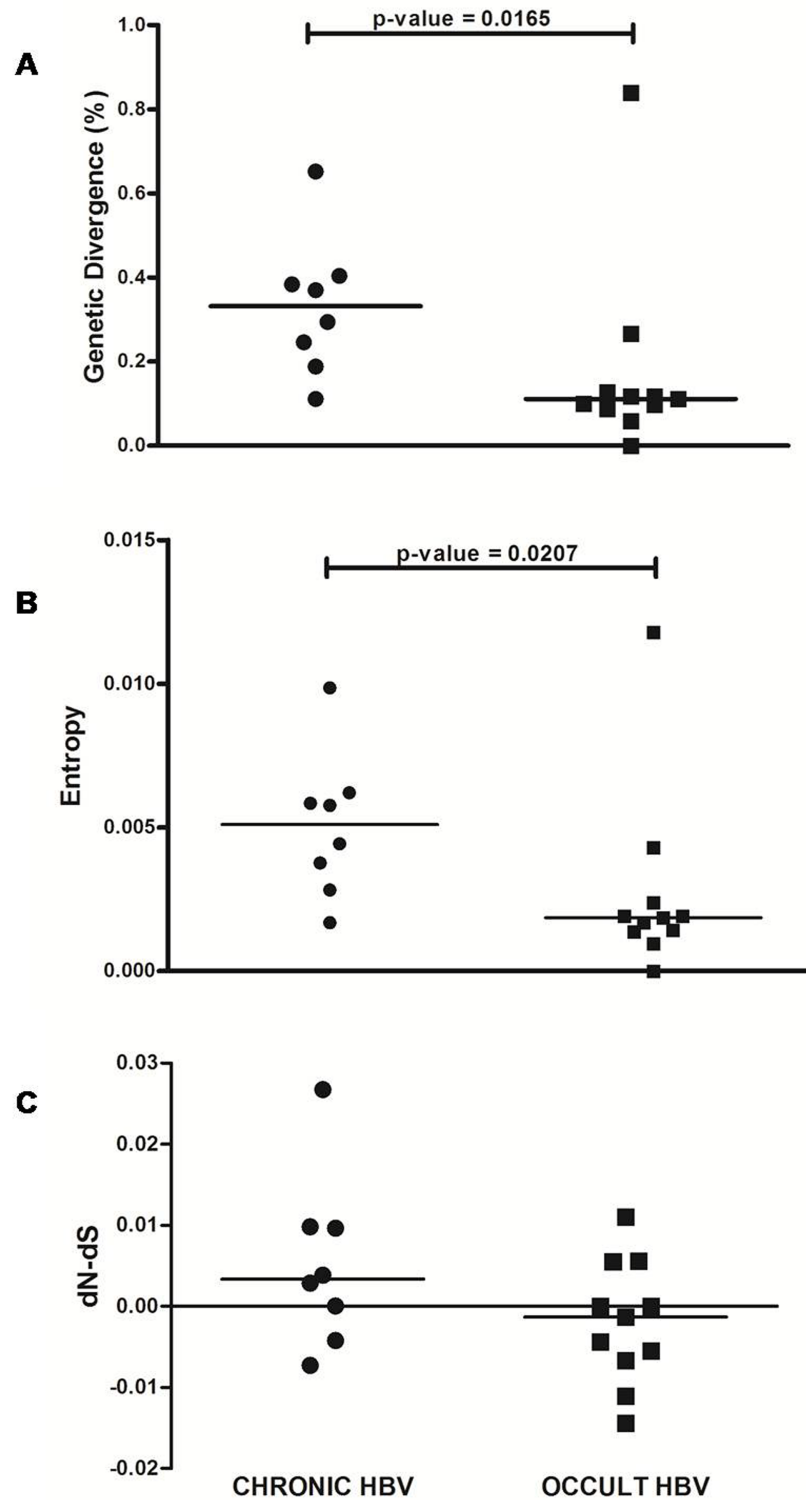 A
Genetic Divergence (%)
p-value = 0.0165
1.0
0.8
0.6
0.4
0.2
0.0
B
Entropy
p-value = 0.0207
0.015
0.010
0.005
0.000
C
dN-dS
0.03
0.02
0.01
0.00
-0.01
-0.02
CHRONIC HBV
OCCULT HBV